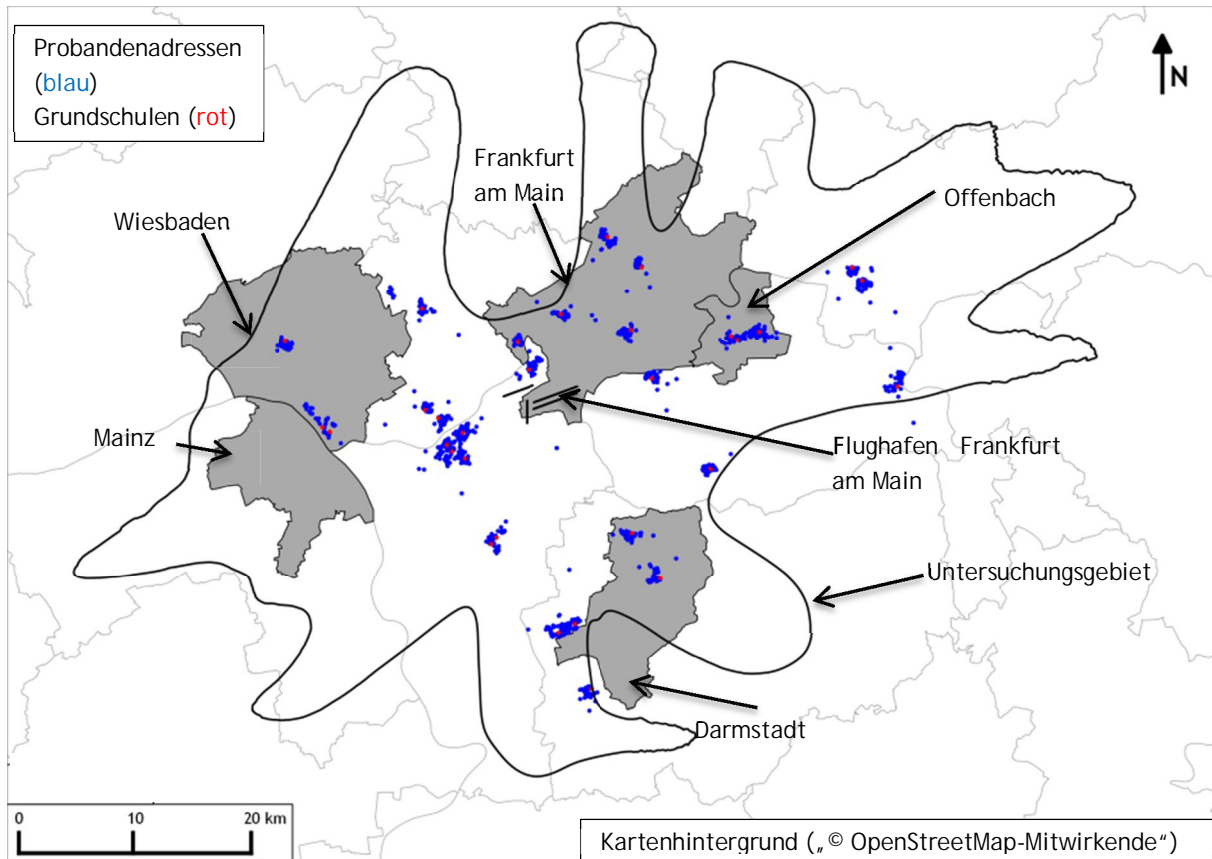 Probandenadressen
(blau)
Grundschulen (rot)
N
Frankfurt
am Main
Offenbach
Wiesbaden
Mainz
Flughafen Frankfurt
am Main
Untersuchungsgebiet
Darmstadt
0 10 20 km
Kartenhintergrund („© OpenStreetMap-Mitwirkende“)